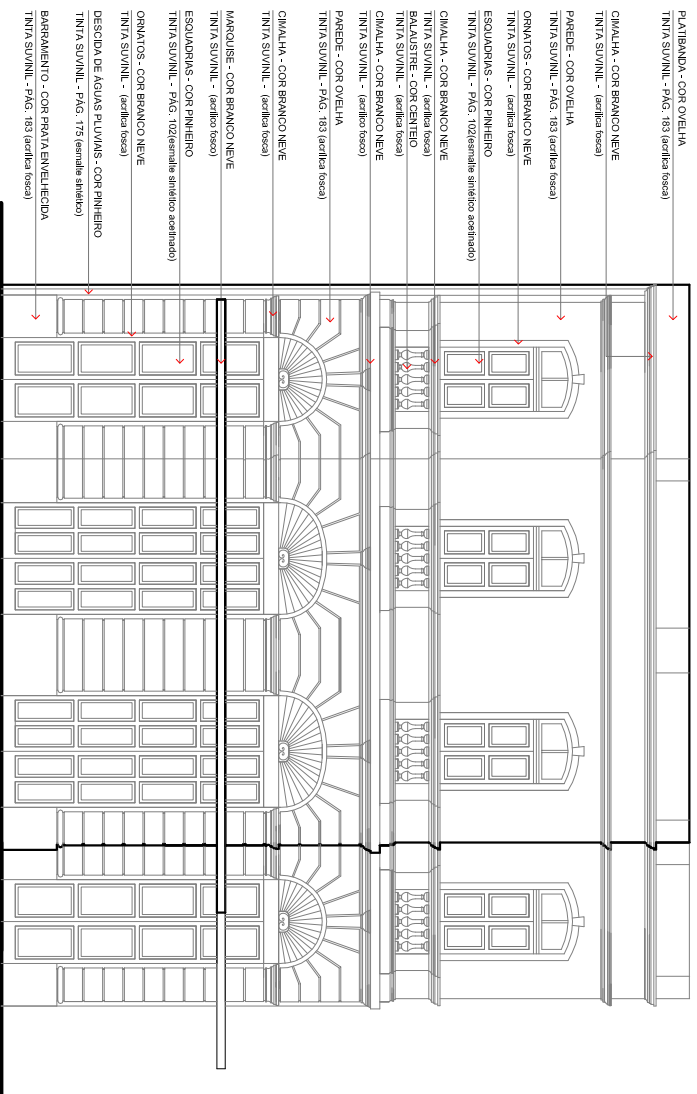 PLATIBANDA - COR OVELHA
TINTA SUVINIL - PÁG. 183 (acrílica fosca)
CIMALHA - COR BRANCO NEVE
TINTA SUVINIL - (acrílica fosca)
PAREDE - COR OVELHA
TINTA SUVINIL - PÁG. 183 (acrílica fosca)
ORNATOS - COR BRANCO NEVE
TINTA SUVINIL - (acrílica fosca)
ESQUADRIAS - COR PINHEIRO
TINTA SUVINIL - PÁG. 102(esmalte sintético acetinado)
CIMALHA - COR BRANCO NEVE
TINTA SUVINIL - (acrílica fosca)
BALAUSTRE - COR CENTEIO
TINTA SUVINIL - PÁG. 183 (acrílica fosca)
CIMALHA - COR BRANCO NEVE
TINTA SUVINIL - (acrílica fosco)
PAREDE - COR OVELHA
TINTA SUVINIL - PÁG. 183 (acrílica fosca)
CIMALHA - COR BRANCO NEVE
TINTA SUVINIL - (acrílica fosca)
MARQUISE - COR BRANCO NEVE
TINTA SUVINIL - (acrílica fosco)
ESQUADRIAS - COR PINHEIRO
TINTA SUVINIL - PÁG. 102(esmalte sintético acetinado)
ORNATOS - COR BRANCO NEVE
TINTA SUVINIL - (acrílica fosca)
DESCIDA DE ÁGUAS PLUVIAIS - COR PINHEIRO
TINTA SUVINIL - PÁG. 175 (esmalte sintético)
BARRAMENTO - COR PRATA ENVELHECIDA
TINTA SUVINIL - PÁG. 183 (acrílica fosca)